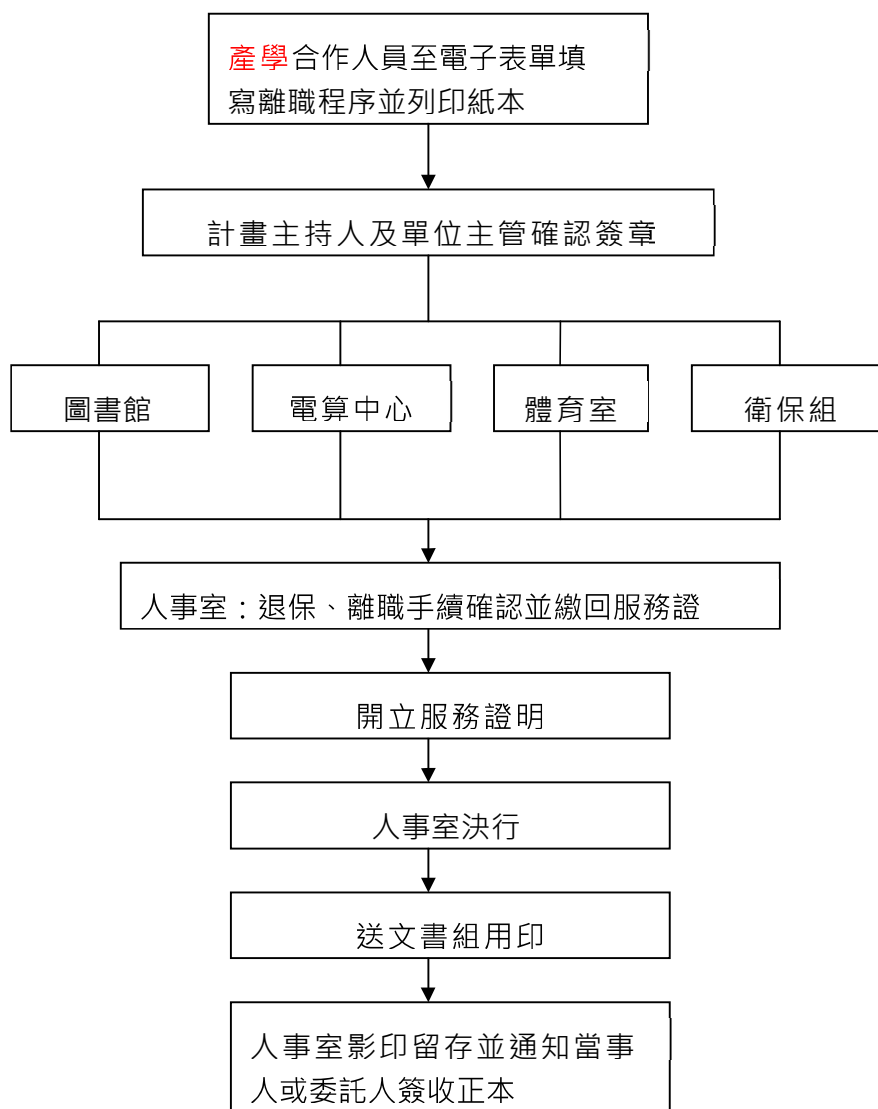 產學合作人員至電子表單填
寫離職程序並列印紙本
計畫主持人及單位主管確認簽章
圖書館
電算中心
體育室
衛保組
人事室：退保、離職手續確認並繳回服務證
開立服務證明
人事室決行
送文書組用印
人事室影印留存並通知當事
人或委託人簽收正本